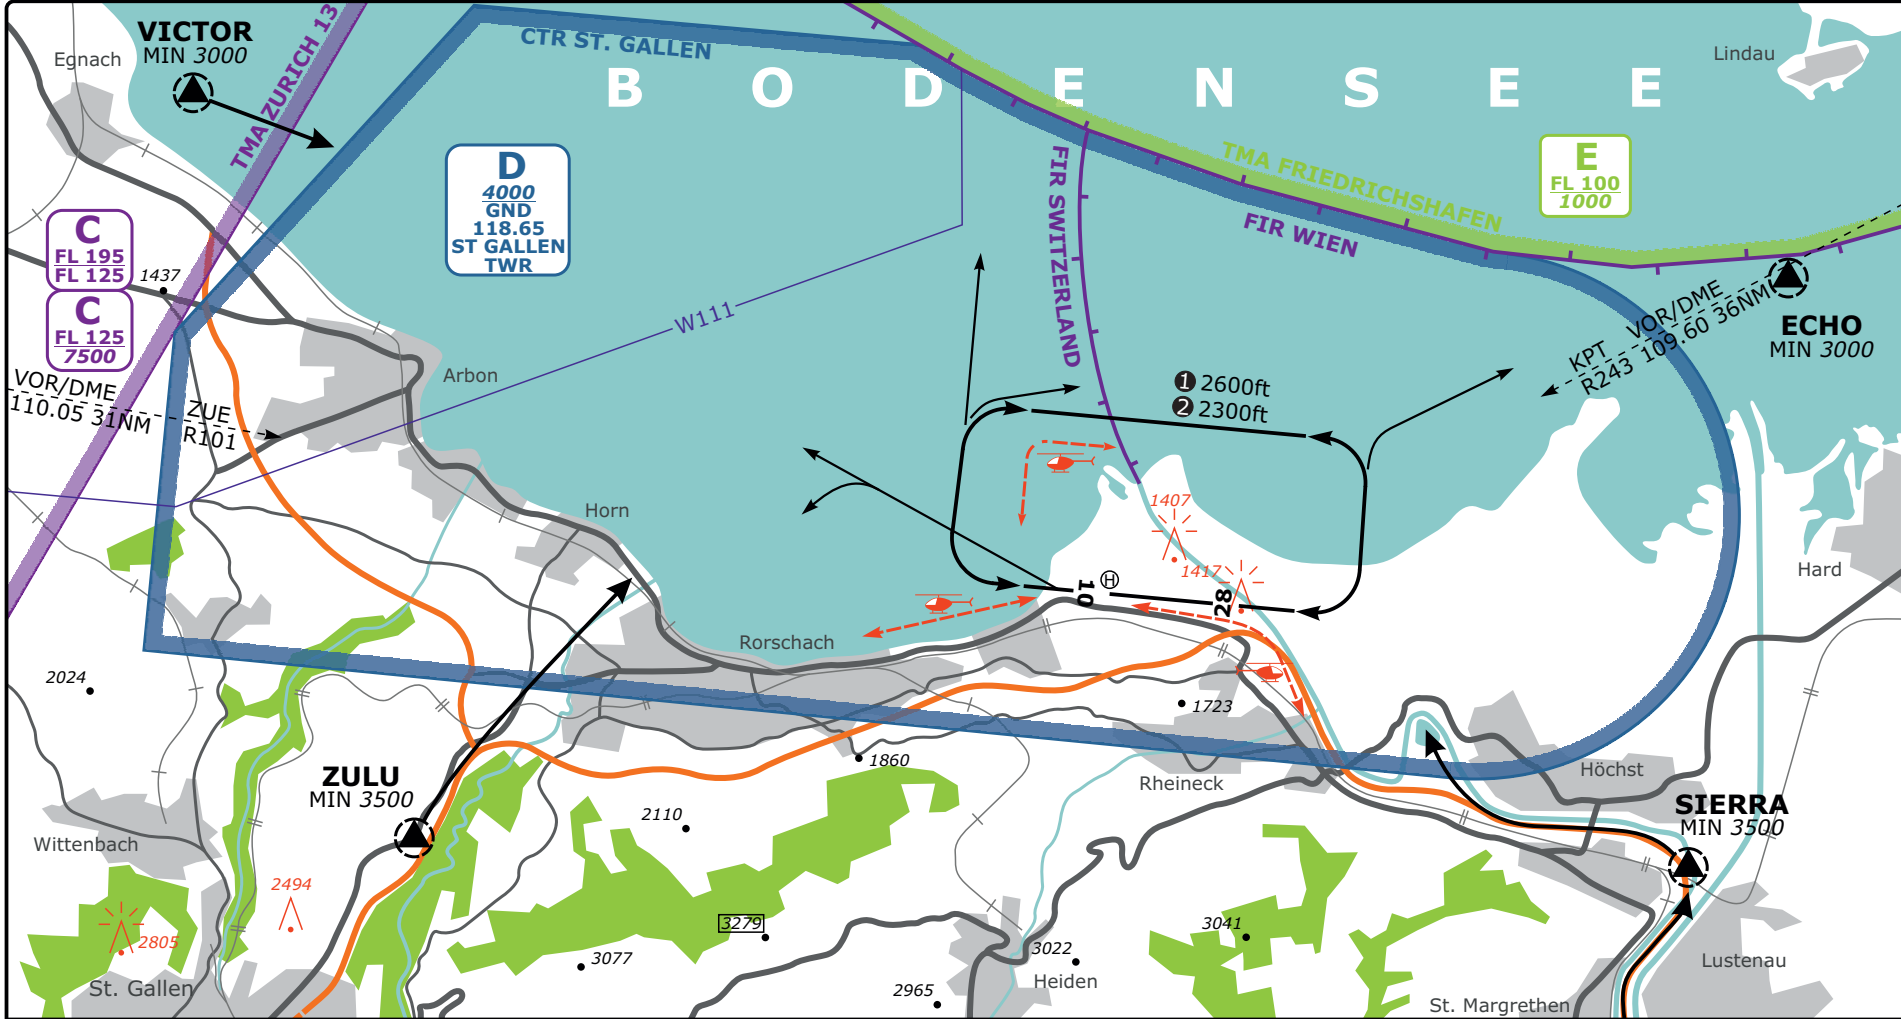 VICTOR
MIN 3000
Egnach
TMA ZURICH 13
CTR ST. GALLEN
B O D E N S E E
Lindau
D
4000
GND
118.65
ST GALLEN
TWR
FIR SWITZERLAND
TMA FRIEDRICHSHAFEN
FIR WIEN
E
FL 100
1000
C
FL 195
FL 125
1437
C
FL 125
7500
W111
KPT VOR/DME
R243 109.60 36NM
ECHO
MIN 3000
VOR/DME ZUE
110.05 31NM R101
Arbon
1 2600ft
2 2300ft
Horn
1407
1417
H
10
28
Hard
Rorschach
2024
1723
1860
ZULU
MIN 3500
Rheineck
Höchst
SIERRA
MIN 3500
2110
Wittenbach
2494
2805
3279
3077
3022
3041
2965
Heiden
St. Gallen
Lustenau
St. Margrethen